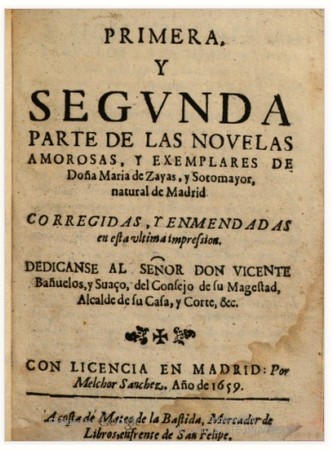 PRIMERA,
Y
SEGVNDA
PARTE DE LAS NOVELAS
AMOROSAS, Y EXEMPLARES DE
Doña Maria de Zayas, y Sotomayor,
natural de Madrid
CORREGIDAS, Y ENMENDADAS
en esta vltima impresion.
DEDICANSE AL SEÑOR DON VICENTE
Bañuelos, y Suaço, del Consejo de su Magestad,
Alcalde de su Casa, y Corte, &c.
CON LICENCIA EN MADRID: Por
Melchor Sanchez. Año de 1659.
A costa de Mateo de la Bastida, Mercader de
Libros, enfrente de San Felipe.